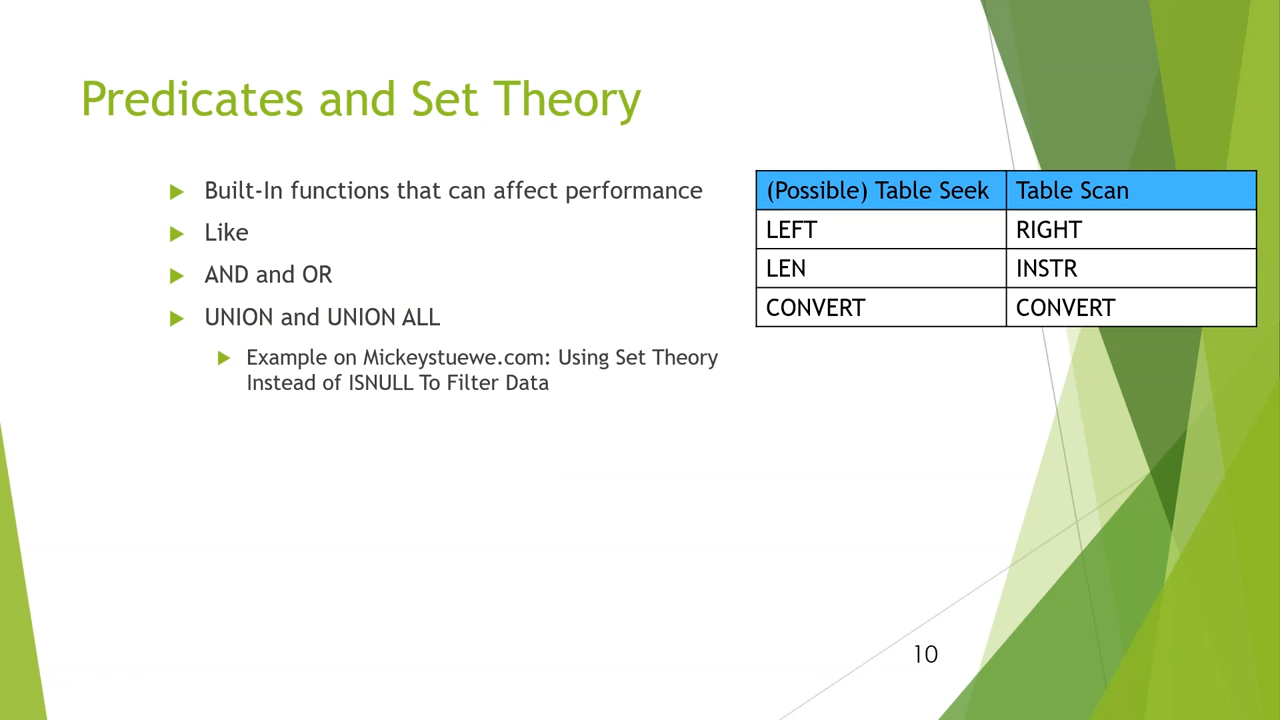 Predicates and Set Theory
Built-In functions that can affect performance
Like
AND and OR
UNION and UNION ALL
Example on Mickeystuewe.com: Using Set Theory
Instead of ISNULL To Filter Data
(Possible) Table Seek Table Scan
LEFT RIGHT
LEN INSTR
CONVERT CONVERT
10